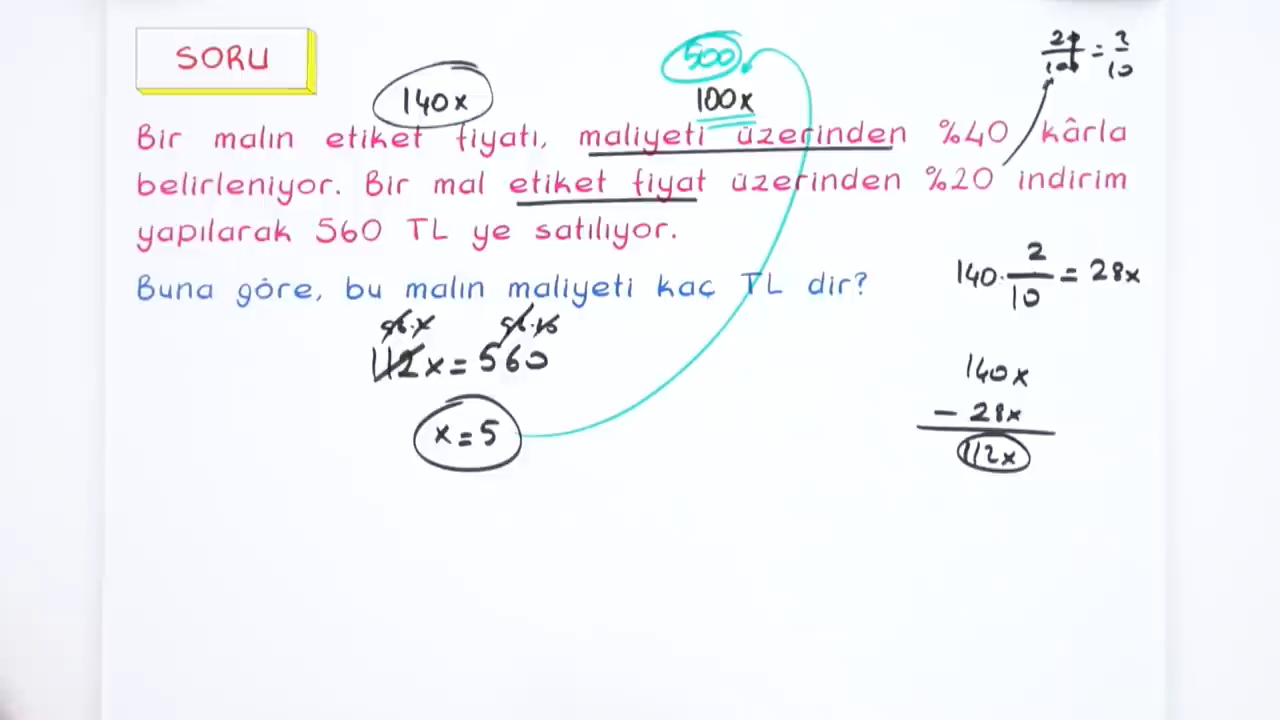 SORU
500
20/100 = 2/10
140x
100x
Bir malın etiket fiyatı, maliyeti üzerinden %40 kârla
belirleniyor. Bir mal etiket fiyat üzerinden %20 indirim
yapılarak 560 TL ye satılıyor.
140 · 2/10 = 28x
Buna göre, bu malın maliyeti kaç TL dir?
112x = 560
x = 5
140x
- 28x
112x